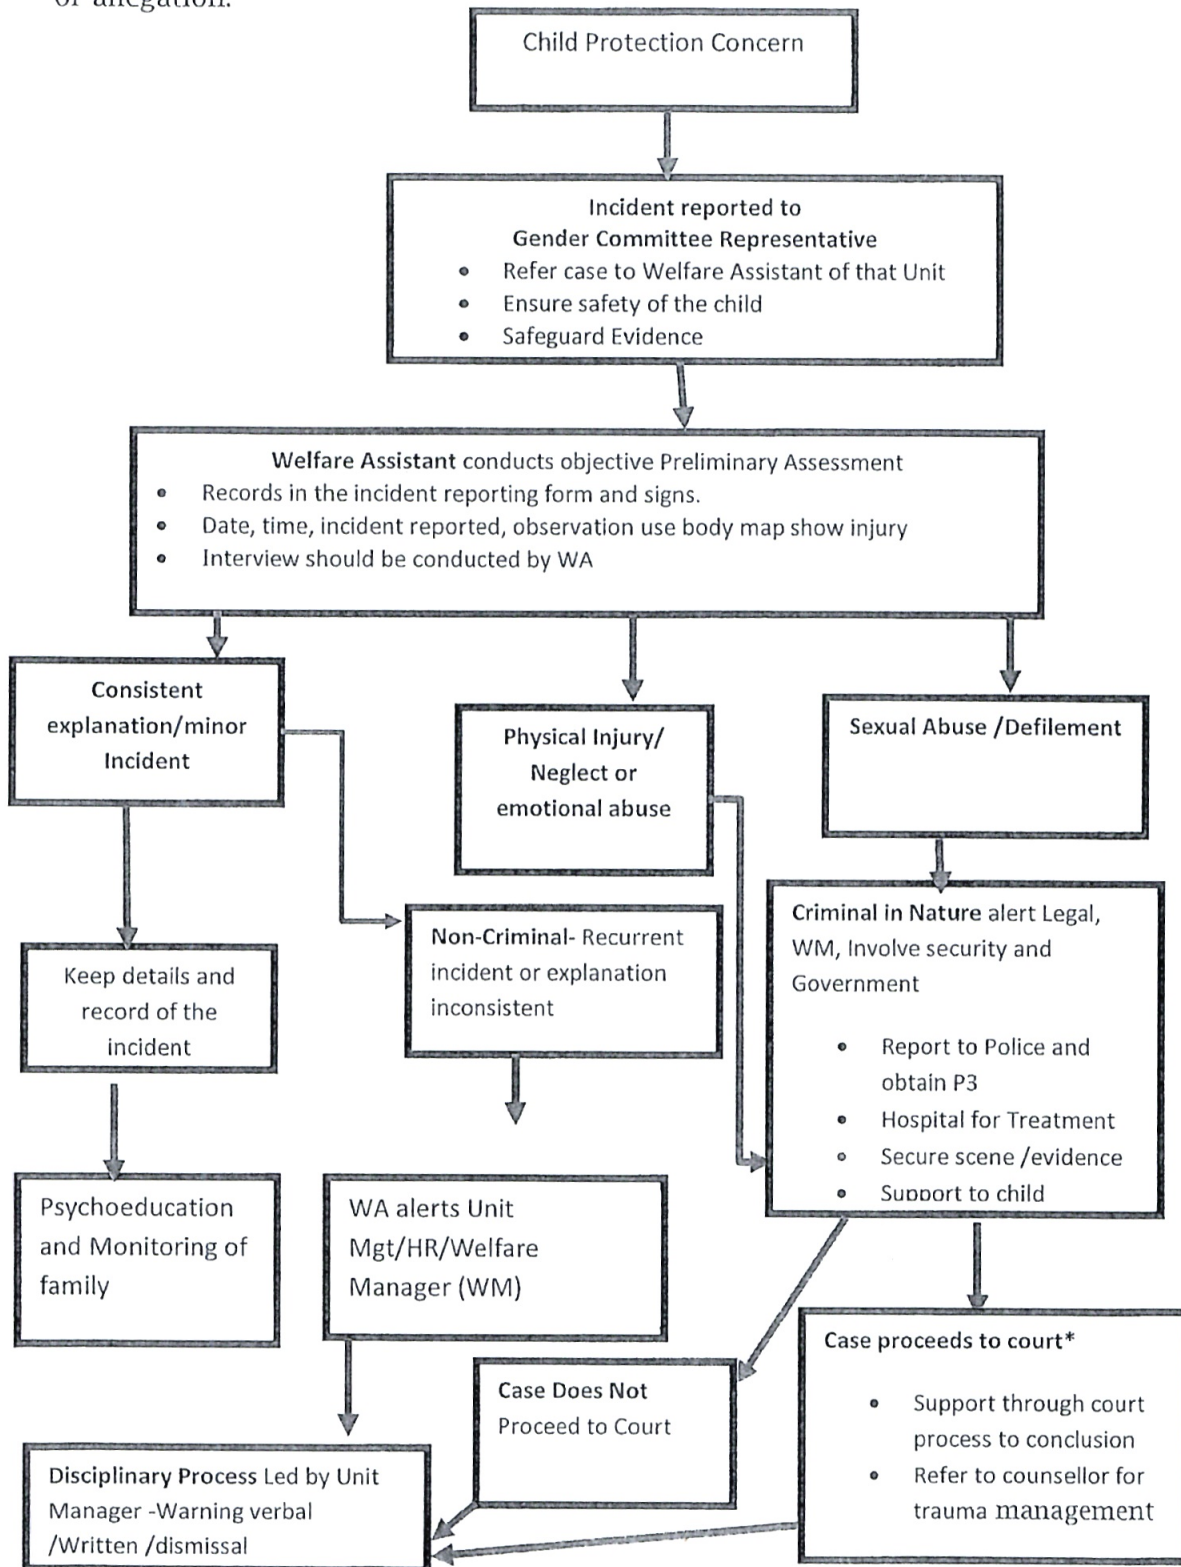 or allegation.
Child Protection Concern
Incident reported to
Gender Committee Representative
• Refer case to Welfare Assistant of that Unit
• Ensure safety of the child
• Safeguard Evidence
Welfare Assistant conducts objective Preliminary Assessment
• Records in the incident reporting form and signs.
• Date, time, incident reported, observation use body map show injury
• Interview should be conducted by WA
Consistent
explanation/minor
Incident
Physical Injury/
Neglect or
emotional abuse
Sexual Abuse /Defilement
Keep details and
record of the
incident
Non-Criminal- Recurrent
incident or explanation
inconsistent
Criminal in Nature alert Legal,
WM, Involve security and
Government
• Report to Police and
obtain P3
• Hospital for Treatment
• Secure scene /evidence
• Support to child
Psychoeducation
and Monitoring of
family
WA alerts Unit
Mgt/HR/Welfare
Manager (WM)
Case Does Not
Proceed to Court
Case proceeds to court*
• Support through court
process to conclusion
• Refer to counsellor for
trauma management
Disciplinary Process Led by Unit
Manager -Warning verbal
/Written /dismissal